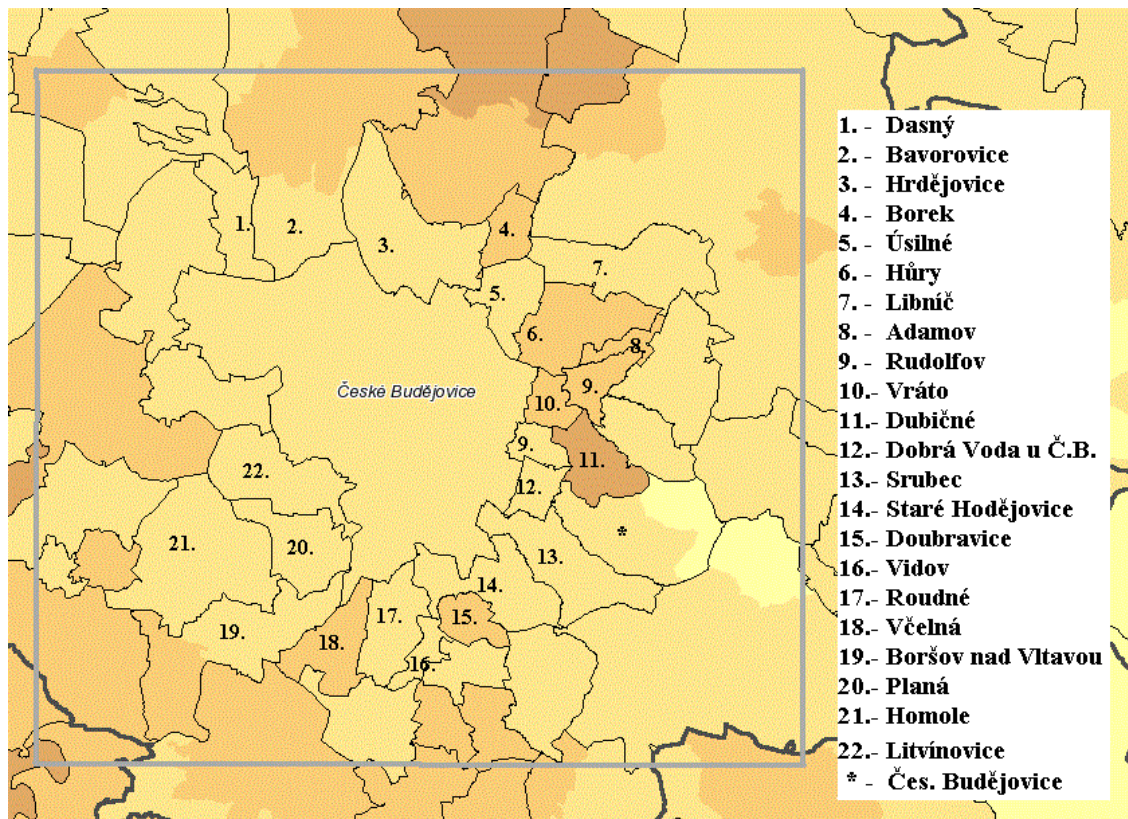 1. - Dasný
2. - Bavorovice
3. - Hrdějovice
4. - Borek
5. - Úsilné
6. - Hůry
7. - Libníč
8. - Adamov
9. - Rudolfov
10. - Vráto
11.- Dubičné
12.- Dobrá Voda u Č.B.
13.- Srubec
14.- Staré Hodějovice
15.- Doubravice
16.- Vidov
17.- Roudné
18.- Včelná
19.- Boršov nad Vltavou
20.- Planá
21.- Homole
22.- Litvínovice
* - Čes. Budějovice
1.
2.
3.
4.
7.
5.
6.
8.
České Budějovice
9.
10.
9.
11.
22.
12.
*
21.
20.
13.
14.
17.
15.
19.
18.
16.